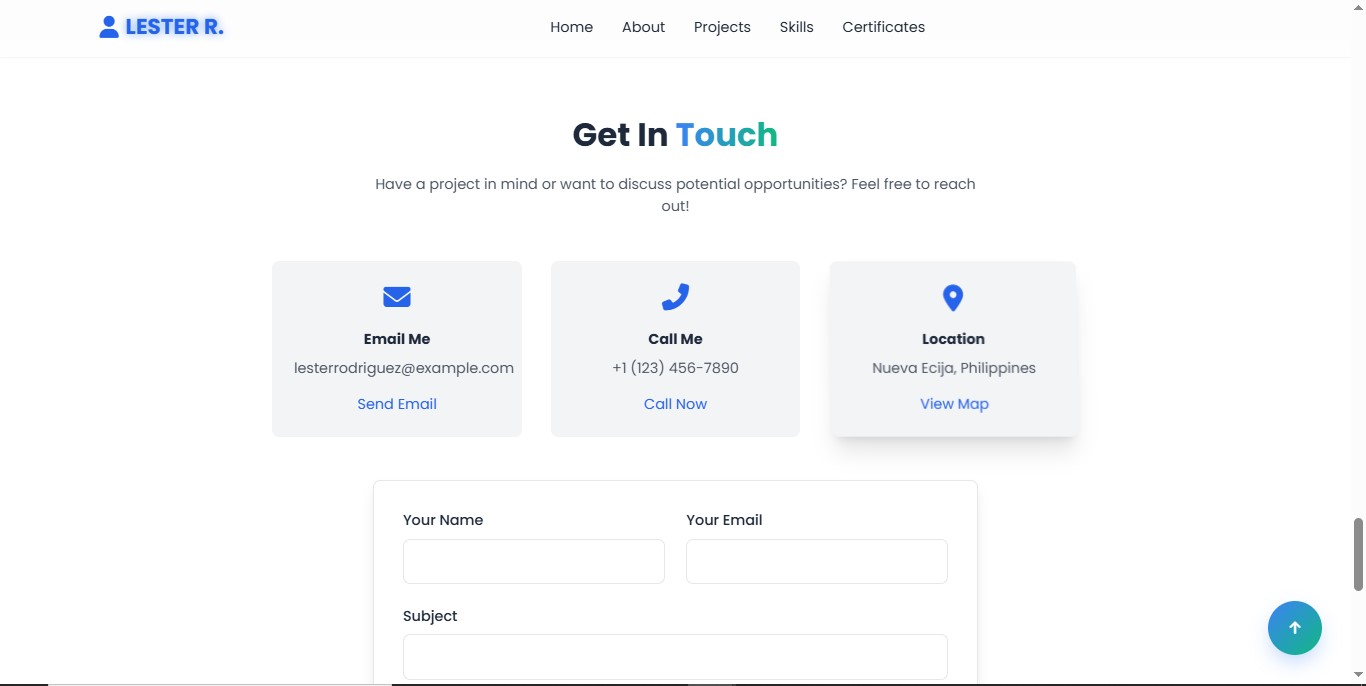 LESTER R.
Home About Projects Skills Certificates
Get In Touch
Have a project in mind or want to discuss potential opportunities? Feel free to reach
out!
Email Me
lesterrodriguez@example.com
Send Email
Call Me
+1 (123) 456-7890
Call Now
Location
Nueva Ecija, Philippines
View Map
Your Name
Your Email
Subject